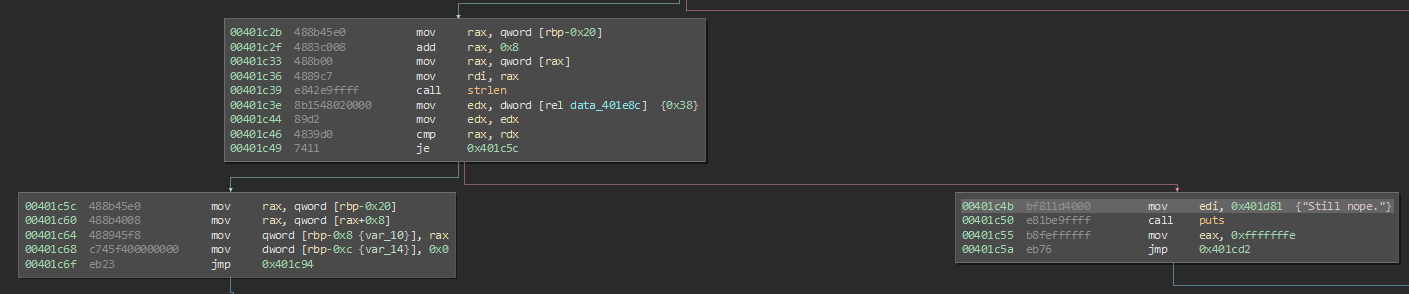 00401c2b 488b45e0 mov rax, qword [rbp-0x20]
00401c2f 4883c008 add rax, 0x8
00401c33 488b00 mov rax, qword [rax]
00401c36 4889c7 mov rdi, rax
00401c39 e842e9ffff call strlen
00401c3e 8b1548020000 mov edx, dword [rel data_401e8c] {0x38}
00401c44 89d2 mov edx, edx
00401c46 4839d0 cmp rax, rdx
00401c49 7411 je 0x401c5c
00401c5c 488b45e0 mov rax, qword [rbp-0x20]
00401c60 488b4008 mov rax, qword [rax+0x8]
00401c64 488945f8 mov qword [rbp-0x8 {var_10}], rax
00401c68 c745f400000000 mov dword [rbp-0xc {var_14}], 0x0
00401c6f eb23 jmp 0x401c94
00401c4b bf811d4000 mov edi, 0x401d81 {"Still nope."}
00401c50 e81be9ffff call puts
00401c55 b8feffffff mov eax, 0xfffffffe
00401c5a eb76 jmp 0x401cd2